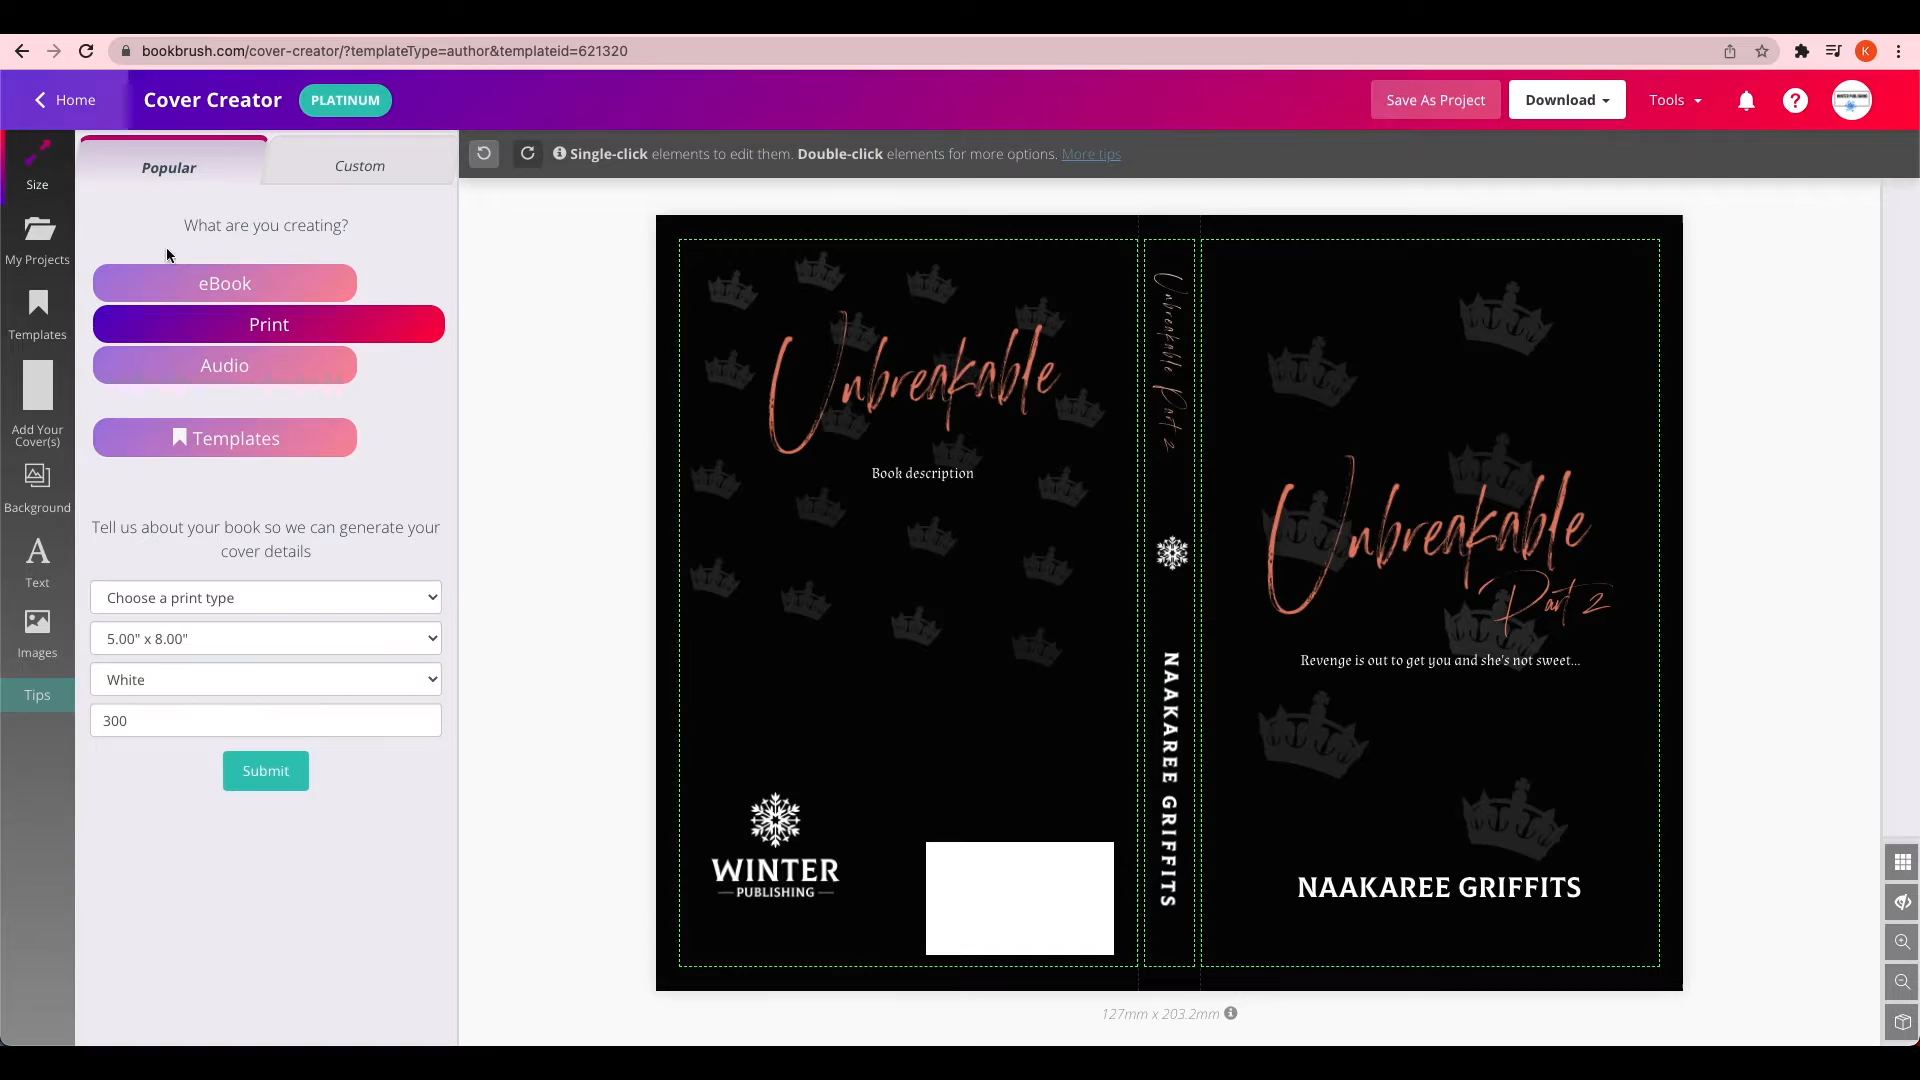 bookbrush.com/cover-creator/?templateType=author&templateid=621320
K
Home
Cover Creator
PLATINUM
Save As Project
Download
Tools
?
Size
My Projects
Templates
Add Your
Cover(s)
Background
Text
Images
Tips
Popular
Custom
What are you creating?
eBook
Print
Audio
Templates
Tell us about your book so we can generate your
cover details
Choose a print type
5.00" x 8.00"
White
300
Submit
Single-click elements to edit them. Double-click elements for more options. More tips
Unbreakable
Book description
WINTER
PUBLISHING
Unbreakable Part 2
NAAKAREE GRIFFITS
Unbreakable
Part 2
Revenge is out to get you and she's not sweet...
NAAKAREE GRIFFITS
127mm x 203.2mm